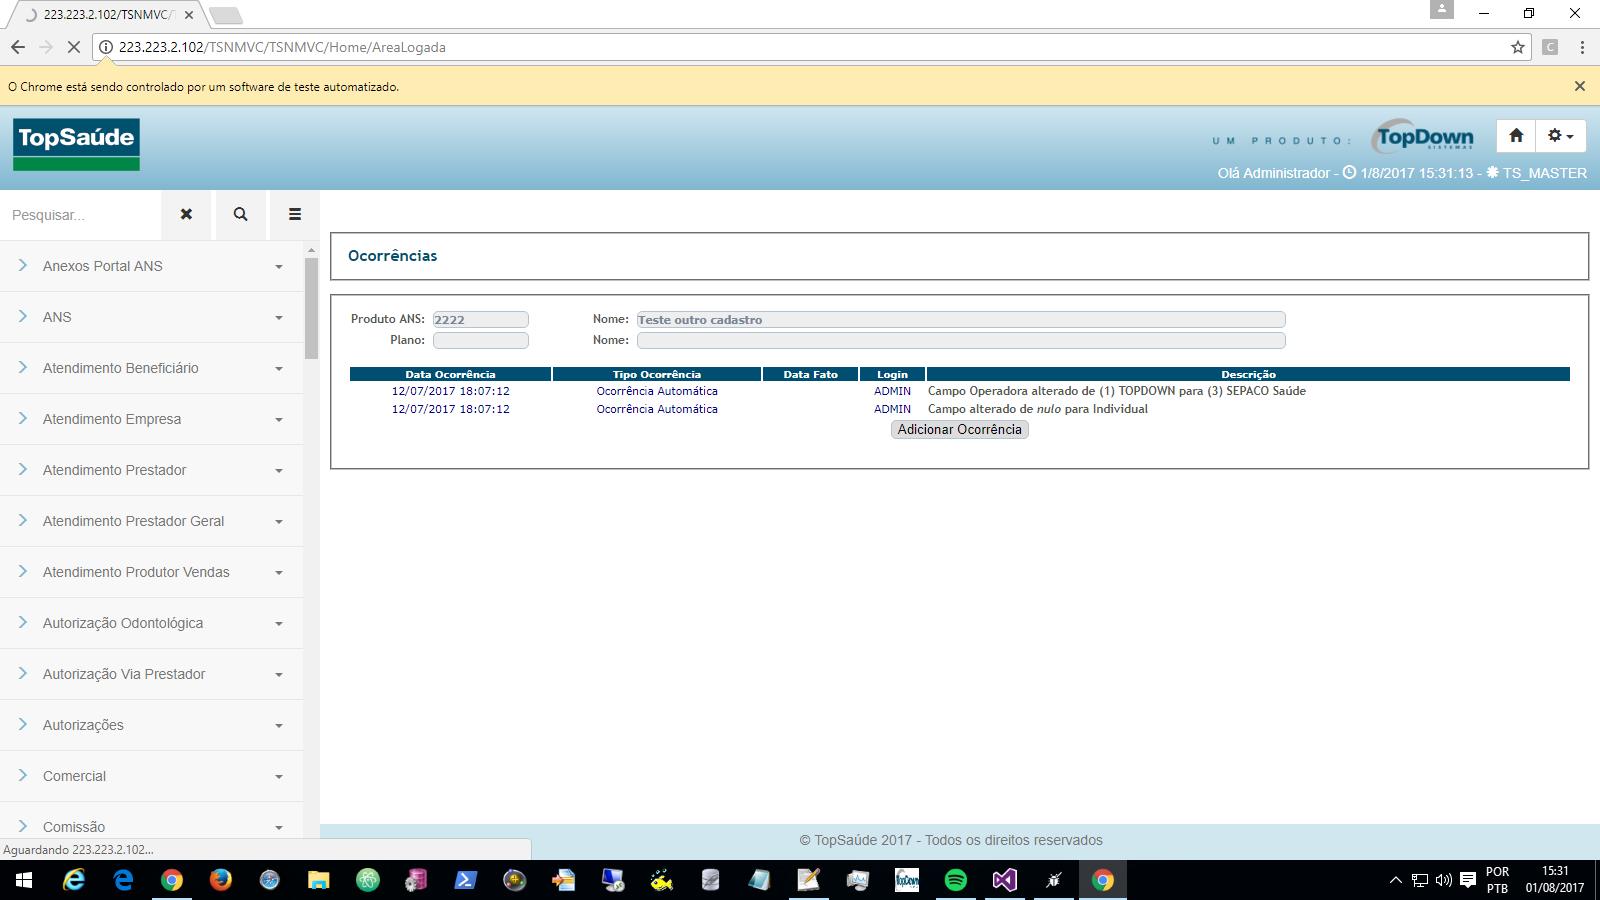 223.223.2.102/TSNMVC/T
223.223.2.102/TSNMVC/TSNMVC/Home/AreaLogada
C
O Chrome está sendo controlado por um software de teste automatizado.
TopSaúde
UM PRODUTO:
TopDown
SISTEMAS
Olá Administrador - 1/8/2017 15:31:13 - TS_MASTER
Pesquisar...
Anexos Portal ANS
ANS
Atendimento Beneficiário
Atendimento Empresa
Atendimento Prestador
Atendimento Prestador Geral
Atendimento Produtor Vendas
Autorização Odontológica
Autorização Via Prestador
Autorizações
Comercial
Comissão
Ocorrências
Produto ANS: 2222 Nome: Teste outro cadastro
Plano: Nome:
Data Ocorrência Tipo Ocorrência Data Fato Login Descrição
12/07/2017 18:07:12 Ocorrência Automática ADMIN Campo Operadora alterado de (1) TOPDOWN para (3) SEPACO Saúde
12/07/2017 18:07:12 Ocorrência Automática ADMIN Campo alterado de nulo para Individual
Adicionar Ocorrência
© TopSaúde 2017 - Todos os direitos reservados
Aguardando 223.223.2.102...
TopDown
POR
PTB
15:31
01/08/2017